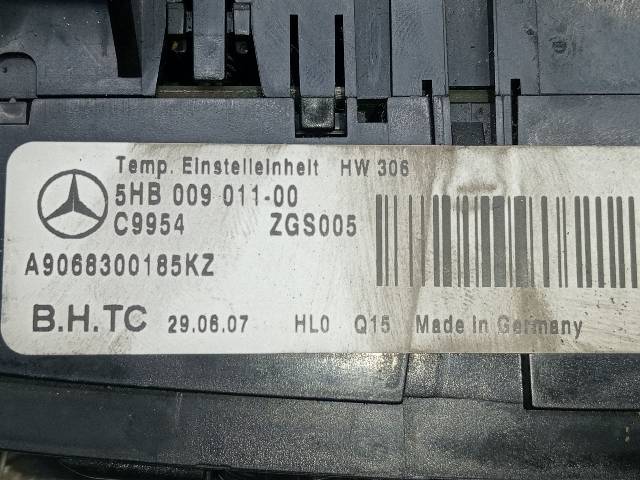 Temp. Einstelleinheit HW 306
5HB 009 011-00
C9954 ZGS005
A9068300185KZ
B.H.TC 29.06.07 HL0 Q15 Made in Germany